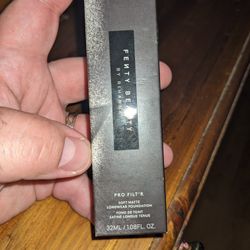 FENTY BEAUTY
BY RIHANNA
PRO FILT'R
SOFT MATTE
LONGWEAR FOUNDATION
FOND DE TEINT
SATINÉ LONGUE TENUE
32ML / 1.08FL. OZ.